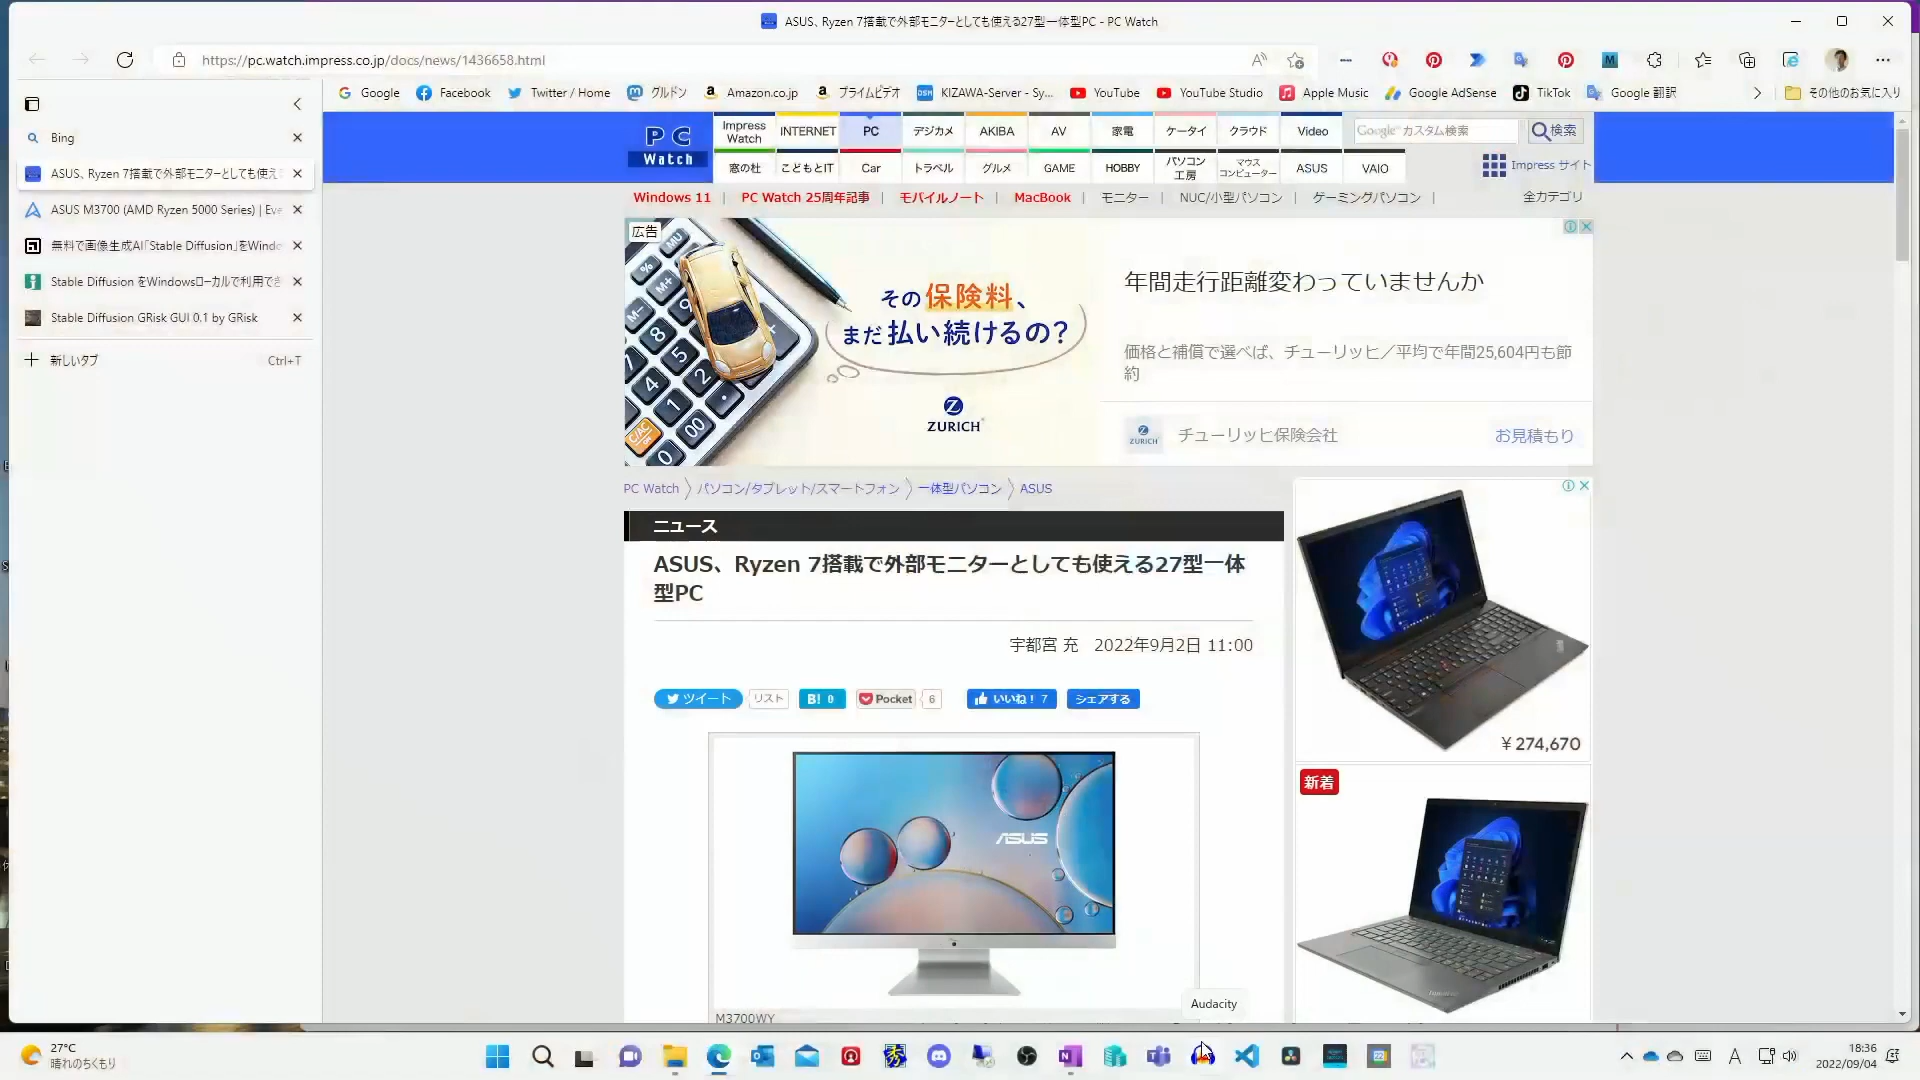 ASUS、Ryzen 7搭載で外部モニターとしても使える27型一体型PC - PC Watch
https://pc.watch.impress.co.jp/docs/news/1436658.html
Google
Facebook
Twitter / Home
グルドン
Amazon.co.jp
プライムビデオ
KIZAWA-Server - Sy...
YouTube
YouTube Studio
Apple Music
Google AdSense
TikTok
Google 翻訳
その他のお気に入り
Bing
ASUS、Ryzen 7搭載で外部モニターとしても使え
ASUS M3700 (AMD Ryzen 5000 Series) | Eve
無料で画像生成AI「Stable Diffusion」をWindo
Stable Diffusion をWindowsローカルで利用でき
Stable Diffusion GRisk GUI 0.1 by GRisk
新しいタブ
Ctrl+T
PC
Watch
Impress
Watch
INTERNET
PC
デジカメ
AKIBA
AV
家電
ケータイ
クラウド
Video
窓の杜
こどもとIT
Car
トラベル
グルメ
GAME
HOBBY
パソコン
工房
マウス
コンピューター
ASUS
VAIO
Google カスタム検索
検索
Impress サイト
Windows 11 | PC Watch 25周年記事 | モバイルノート | MacBook | モニター | NUC/小型パソコン | ゲーミングパソコン |
全カテゴリ
広告
その保険料、
まだ払い続けるの?
ZURICH
年間走行距離変わっていませんか
価格と補償で選べば、チューリッヒ／平均で年間25,604円も節
約
ZURICH
チューリッヒ保険会社
お見積もり
PC Watch
パソコン/タブレット/スマートフォン
一体型パソコン
ASUS
ニュース
ASUS、Ryzen 7搭載で外部モニターとしても使える27型一体
型PC
宇都宮 充 2022年9月2日 11:00
ツイート
リスト
B! 0
Pocket
6
いいね！ 7
シェアする
ASUS
M3700WY
¥274,670
新着
Audacity
27°C
晴れのちくもり
A
18:36
2022/09/04